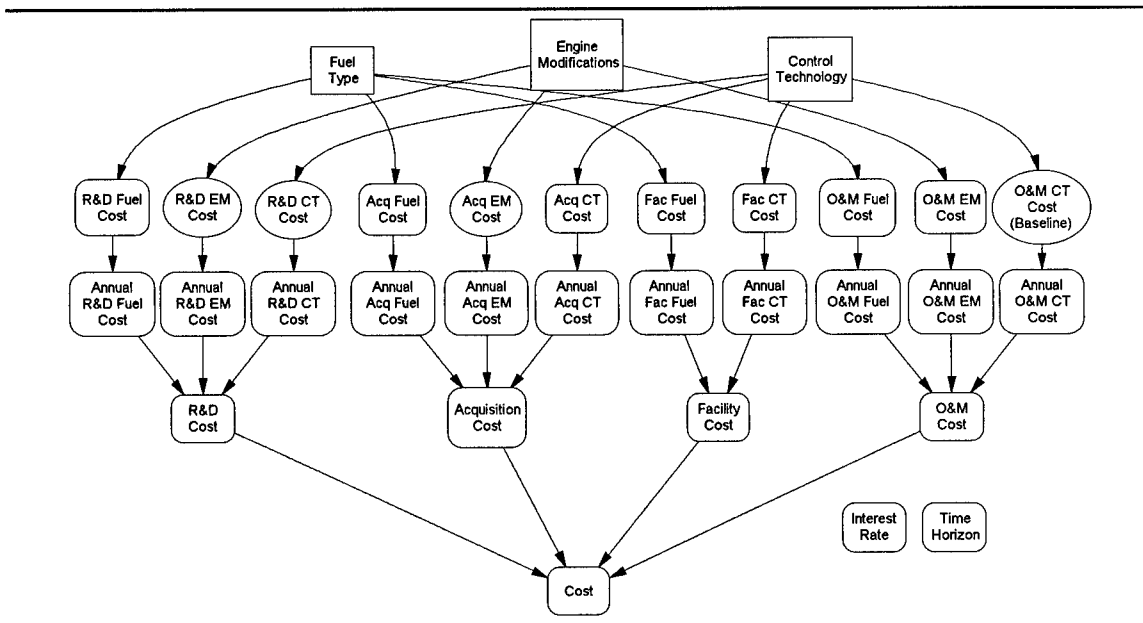 Fuel
Type
Engine
Modifications
Control
Technology
R&D Fuel
Cost
R&D EM
Cost
R&D CT
Cost
Acq Fuel
Cost
Acq EM
Cost
Acq CT
Cost
Fac Fuel
Cost
Fac CT
Cost
O&M Fuel
Cost
O&M EM
Cost
O&M CT
Cost
(Baseline)
Annual
R&D Fuel
Cost
Annual
R&D EM
Cost
Annual
R&D CT
Cost
Annual
Acq Fuel
Cost
Annual
Acq EM
Cost
Annual
Acq CT
Cost
Annual
Fac Fuel
Cost
Annual
Fac CT
Cost
Annual
O&M Fuel
Cost
Annual
O&M EM
Cost
Annual
O&M CT
Cost
R&D
Cost
Acquisition
Cost
Facility
Cost
O&M
Cost
Interest
Rate
Time
Horizon
Cost